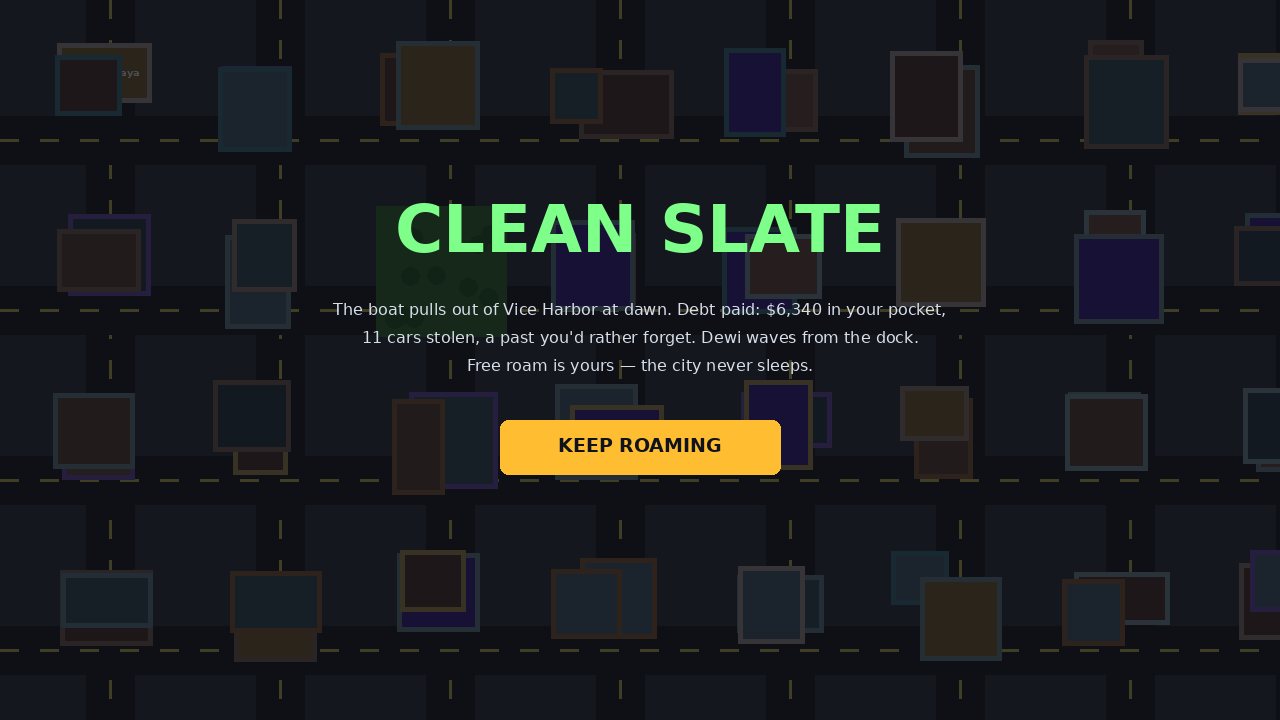 aya
CLEAN SLATE
The boat pulls out of Vice Harbor at dawn. Debt paid: $6,340 in your pocket,
11 cars stolen, a past you'd rather forget. Dewi waves from the dock.
Free roam is yours — the city never sleeps.
KEEP ROAMING